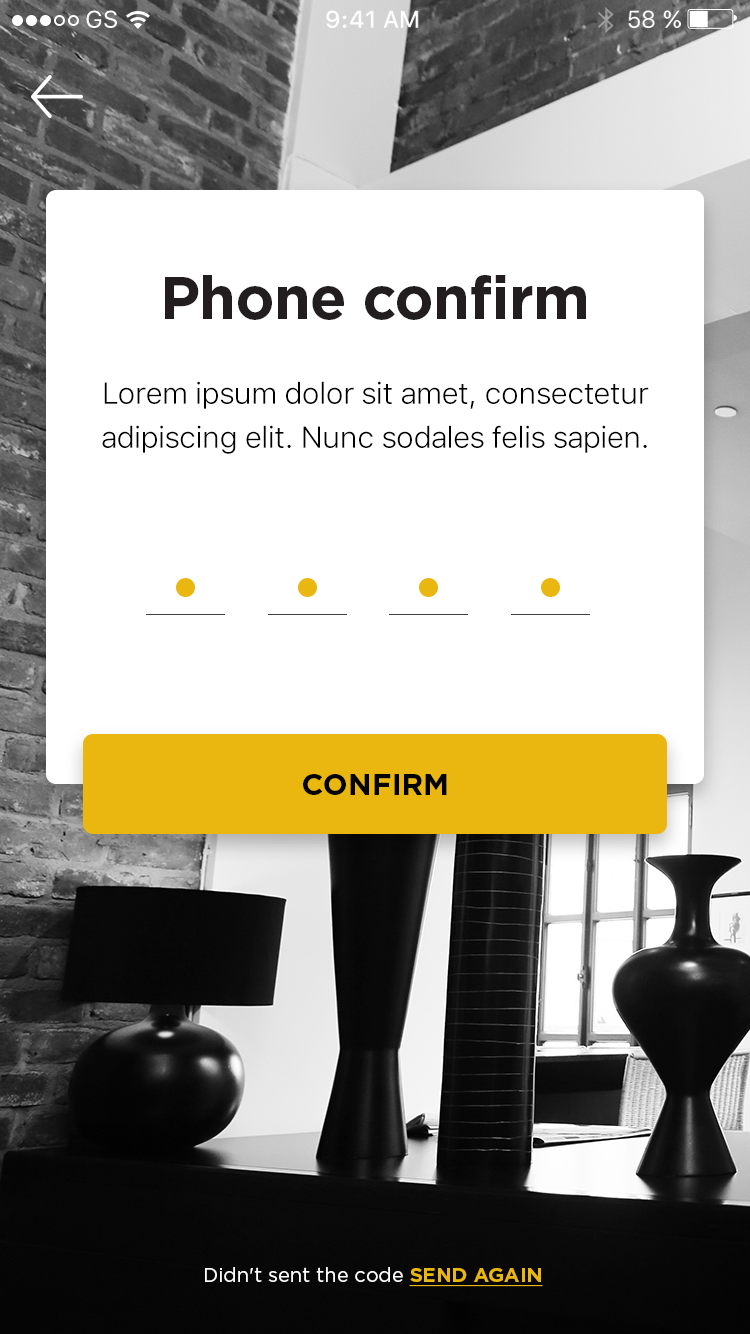 GS 9:41 AM 58 %
Phone confirm
Lorem ipsum dolor sit amet, consectetur
adipiscing elit. Nunc sodales felis sapien.
CONFIRM
Didn't sent the code SEND AGAIN